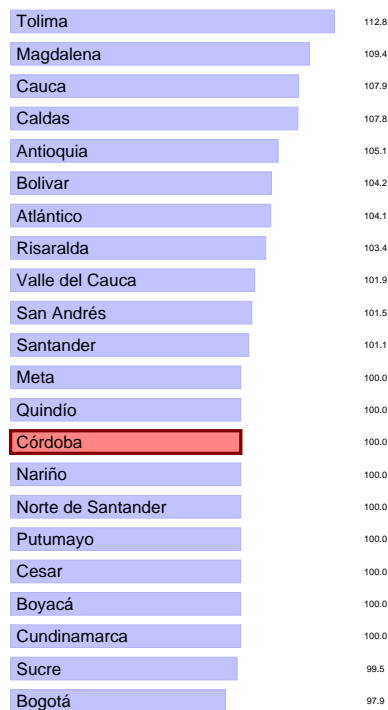 Tolima 112.8
Magdalena 109.4
Cauca 107.9
Caldas 107.8
Antioquia 105.1
Bolivar 104.2
Atlántico 104.1
Risaralda 103.4
Valle del Cauca 101.9
San Andrés 101.5
Santander 101.1
Meta 100.0
Quindío 100.0
Córdoba 100.0
Nariño 100.0
Norte de Santander 100.0
Putumayo 100.0
Cesar 100.0
Boyacá 100.0
Cundinamarca 100.0
Sucre 99.5
Bogotá 97.9